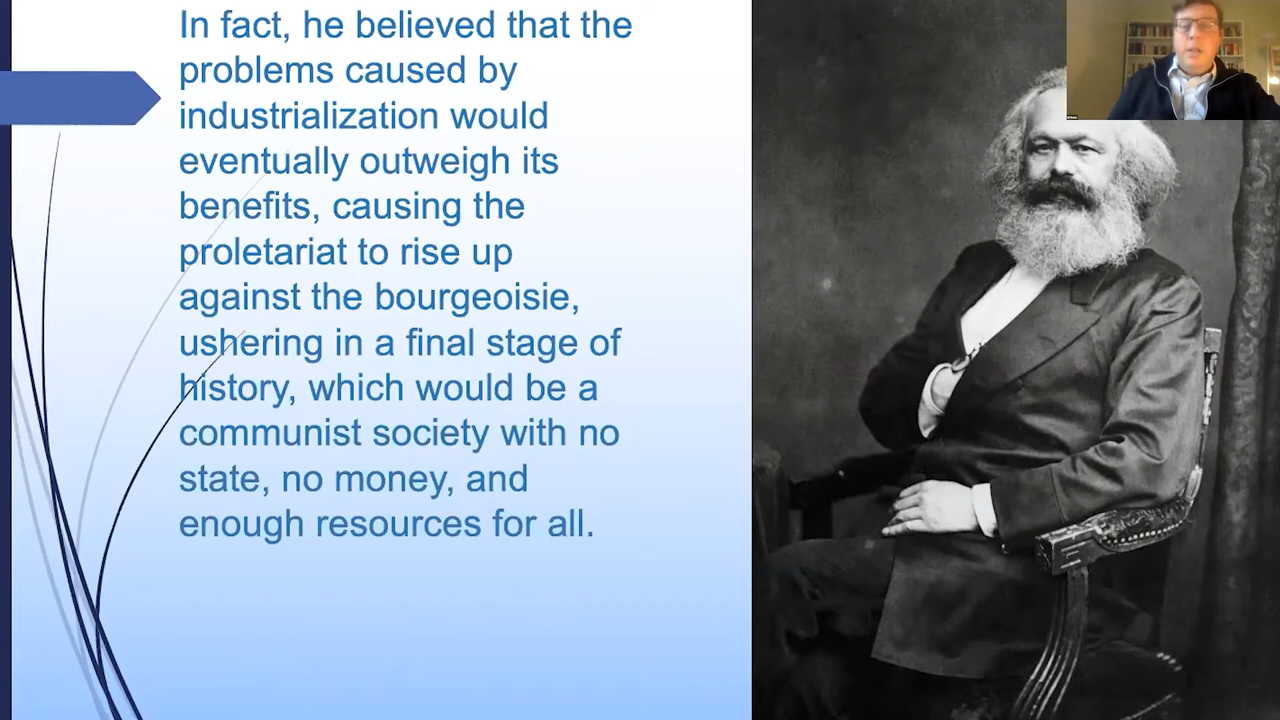 In fact, he believed that the
problems caused by
industrialization would
eventually outweigh its
benefits, causing the
proletariat to rise up
against the bourgeoisie,
ushering in a final stage of
history, which would be a
communist society with no
state, no money, and
enough resources for all.